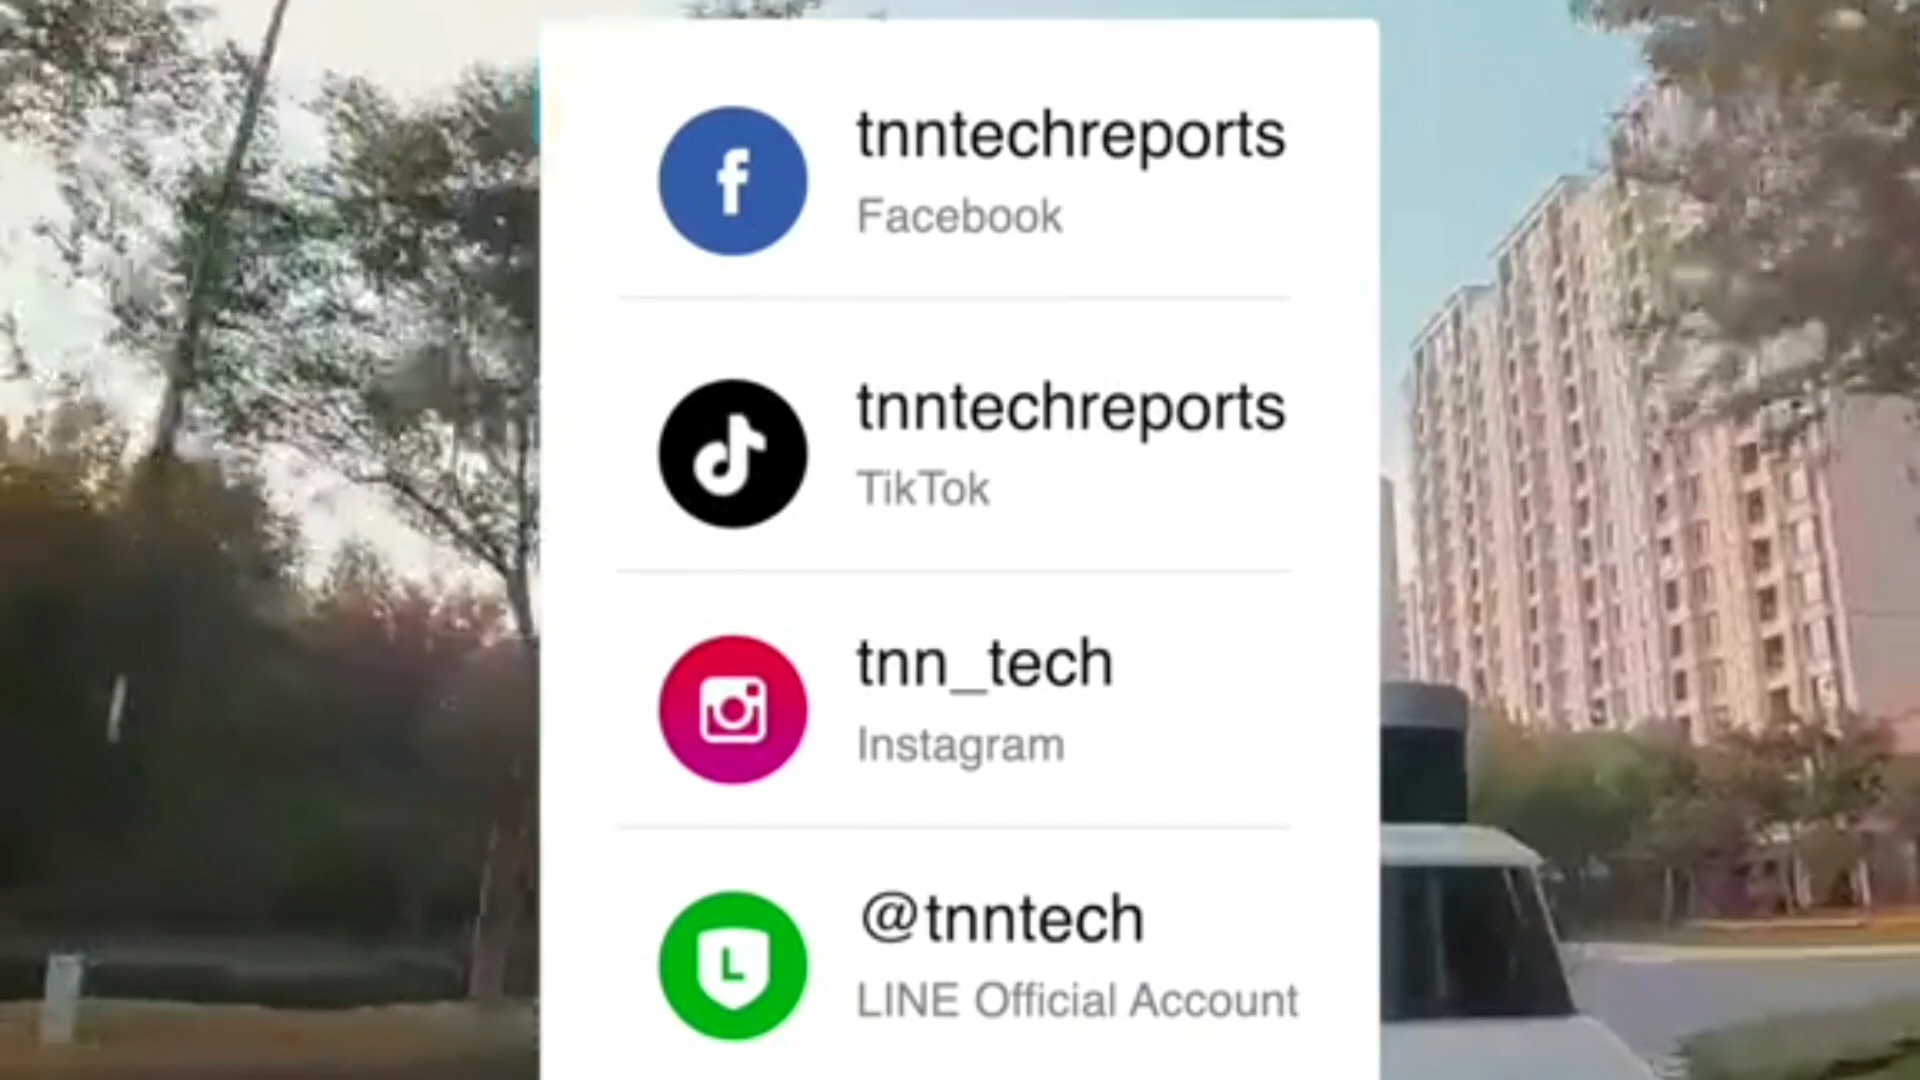 tnntechreports
Facebook
tnntechreports
TikTok
tnn_tech
Instagram
@tnntech
L
LINE Official Account